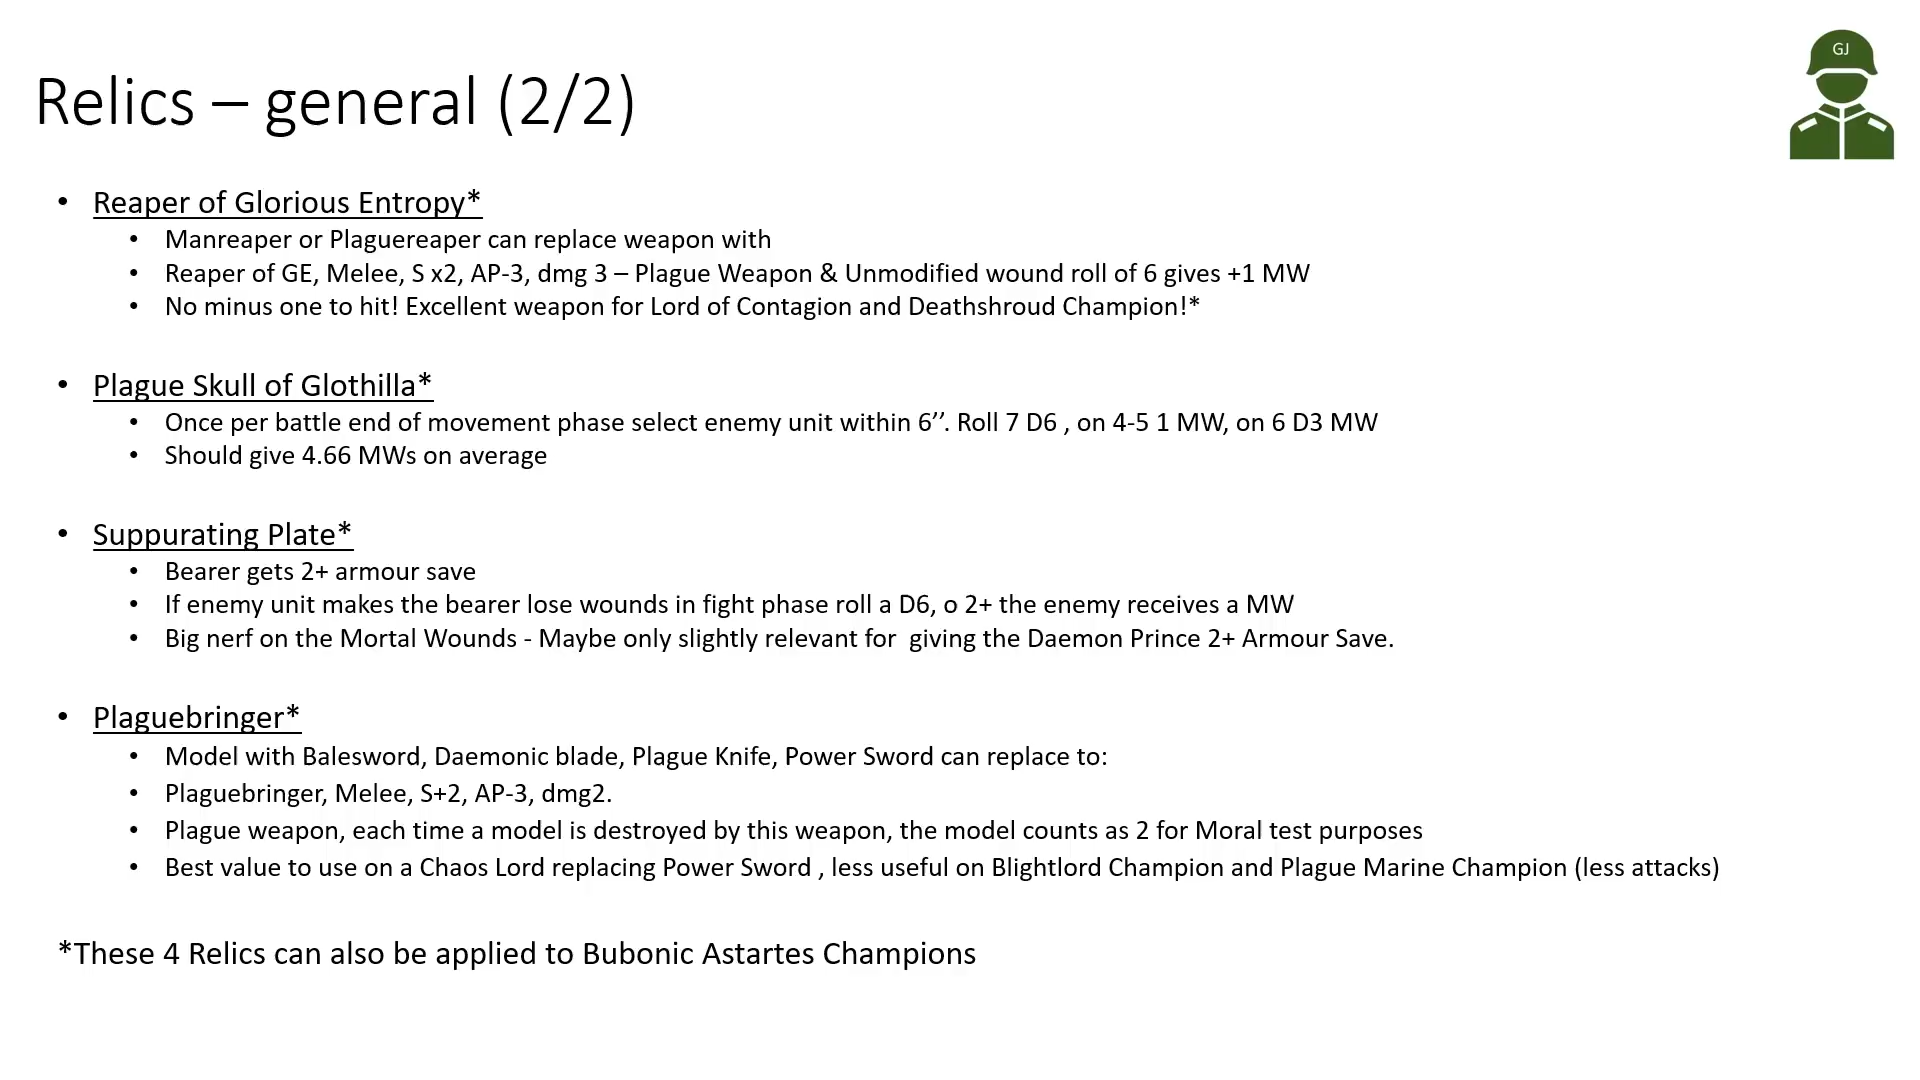 GJ
Relics – general (2/2)
• Reaper of Glorious Entropy*
• Manreaper or Plaguereaper can replace weapon with
• Reaper of GE, Melee, S x2, AP-3, dmg 3 – Plague Weapon & Unmodified wound roll of 6 gives +1 MW
• No minus one to hit! Excellent weapon for Lord of Contagion and Deathshroud Champion!*
• Plague Skull of Glothilla*
• Once per battle end of movement phase select enemy unit within 6’’. Roll 7 D6 , on 4-5 1 MW, on 6 D3 MW
• Should give 4.66 MWs on average
• Suppurating Plate*
• Bearer gets 2+ armour save
• If enemy unit makes the bearer lose wounds in fight phase roll a D6, o 2+ the enemy receives a MW
• Big nerf on the Mortal Wounds - Maybe only slightly relevant for  giving the Daemon Prince 2+ Armour Save.
• Plaguebringer*
• Model with Balesword, Daemonic blade, Plague Knife, Power Sword can replace to:
• Plaguebringer, Melee, S+2, AP-3, dmg2.
• Plague weapon, each time a model is destroyed by this weapon, the model counts as 2 for Moral test purposes
• Best value to use on a Chaos Lord replacing Power Sword , less useful on Blightlord Champion and Plague Marine Champion (less attacks)
*These 4 Relics can also be applied to Bubonic Astartes Champions